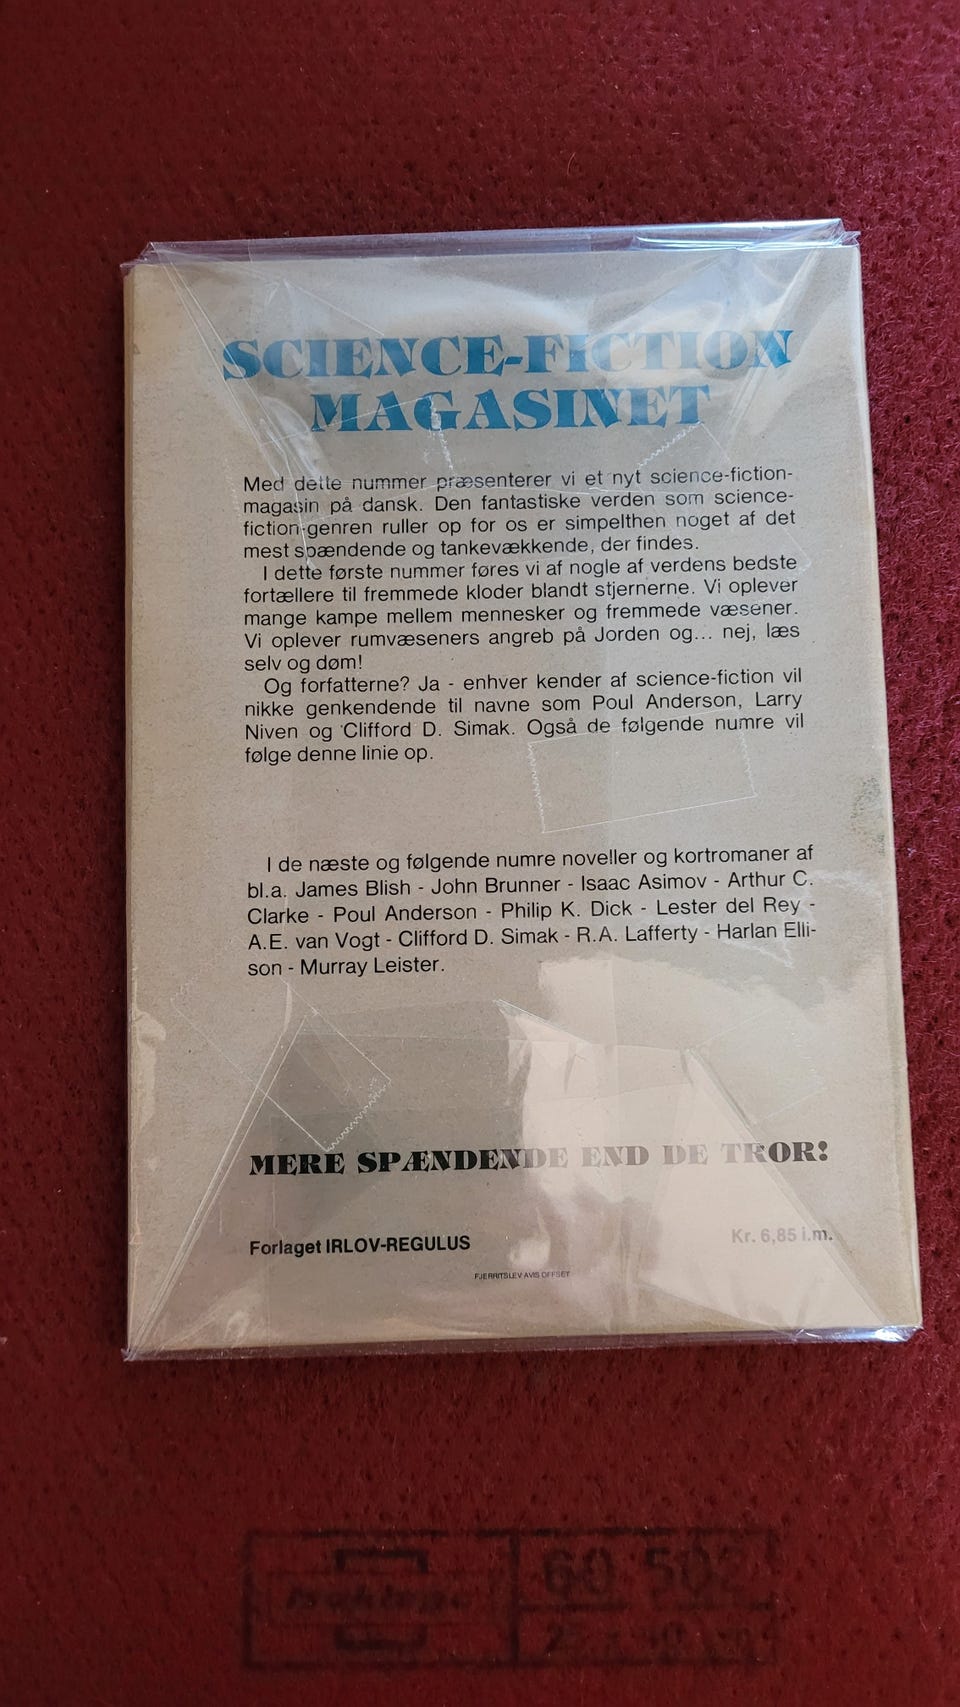 SCIENCE-FICTION
MAGASINET
Med dette nummer præsenterer vi et nyt science-fiction-
magasin på dansk. Den fantastiske verden som science-
fiction-genren ruller op for os er simpelthen noget af det
mest spændende og tankevækkende, der findes.
I dette første nummer føres vi af nogle af verdens bedste
fortællere til fremmede kloder blandt stjernerne. Vi oplever
mange kampe mellem mennesker og fremmede væsener.
Vi oplever rumvæseners angreb på Jorden og... nej, læs
selv og døm!
Og forfatterne? Ja - enhver kender af science-fiction vil
nikke genkendende til navne som Poul Anderson, Larry
Niven og Clifford D. Simak. Også de følgende numre vil
følge denne linie op.
I de næste og følgende numre noveller og kortromaner af
bl.a. James Blish - John Brunner - Isaac Asimov - Arthur C.
Clarke - Poul Anderson - Philip K. Dick - Lester del Rey -
A.E. van Vogt - Clifford D. Simak - R.A. Lafferty - Harlan Elli-
son - Murray Leister.
MERE SPÆNDENDE END DE TROR!
Forlaget IRLOV-REGULUS
Kr. 6,85 i.m.
FJERRITSLEV AVIS OFFSET
60 502